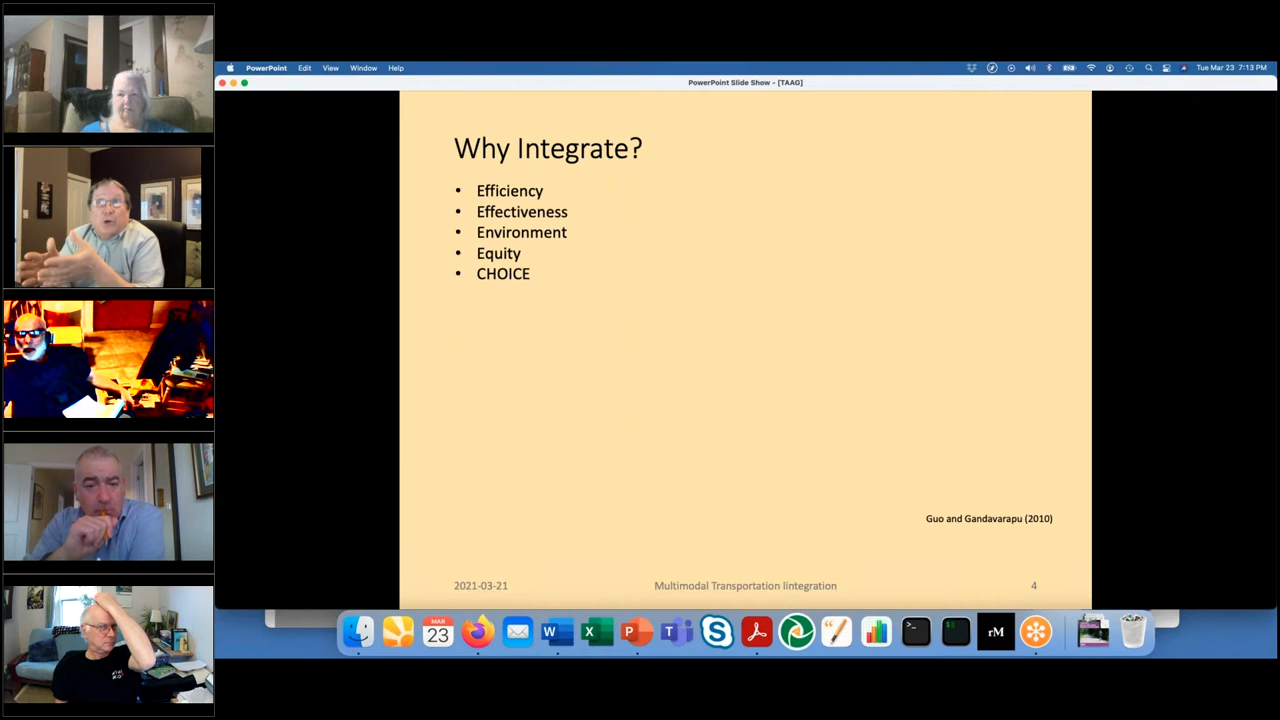 PowerPoint Edit View Window Help
Tue Mar 23 7:13 PM
PowerPoint Slide Show - [TAAG]
Why Integrate?
• Efficiency
• Effectiveness
• Environment
• Equity
• CHOICE
Guo and Gandavarapu (2010)
2021-03-21 Multimodal Transportation Iintegration 4
MAR
23
W
X
P
T
S
>_
$
rM